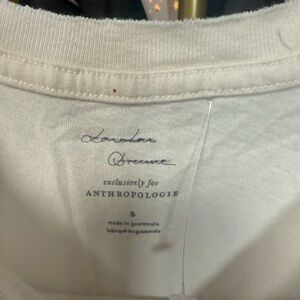 exclusively for
ANTHROPOLOGIE
S
made in guatemala
fabriqué au guatemala